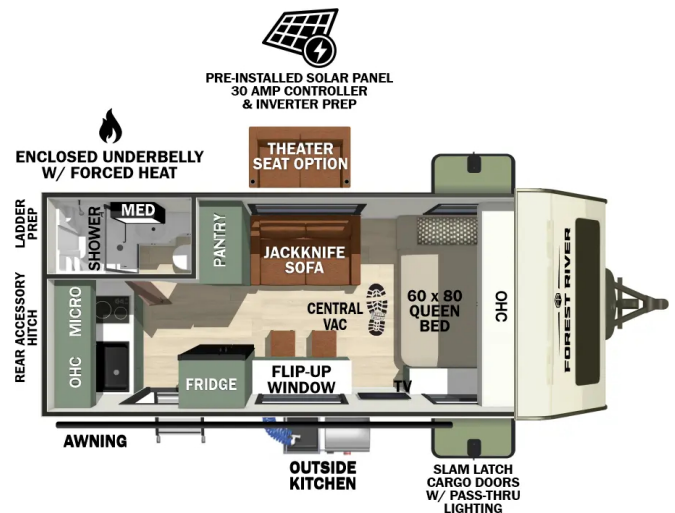 PRE-INSTALLED SOLAR PANEL
30 AMP CONTROLLER
& INVERTER PREP
ENCLOSED UNDERBELLY
W/ FORCED HEAT
THEATER
SEAT OPTION
LADDER
PREP
SHOWER
MED
PANTRY
JACKKNIFE
SOFA
REAR ACCESSORY
HITCH
MICRO
OHC
CENTRAL
VAC
60 x 80
QUEEN
BED
OHC
FOREST RIVER
FRIDGE
FLIP-UP
WINDOW
TV
AWNING
OUTSIDE
KITCHEN
SLAM LATCH
CARGO DOORS
W/ PASS-THRU
LIGHTING